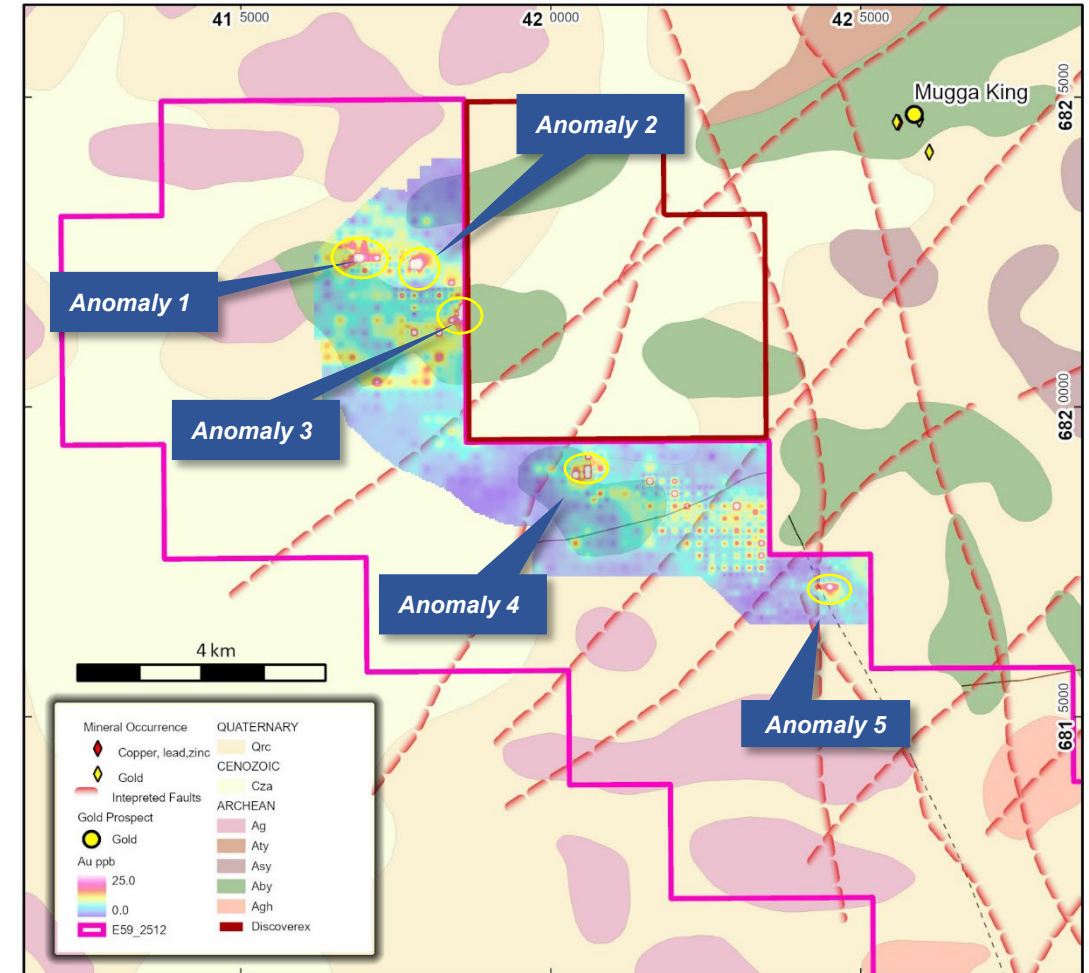 41 5000
42 0000
42 5000
Mugga King
682 5000
Anomaly 2
Anomaly 1
Anomaly 3
682 0000
Anomaly 4
4 km
Anomaly 5
681 5000
Mineral Occurrence
Copper, lead,zinc
Gold
Intepreted Faults
Gold Prospect
Gold
Au ppb
25.0
0.0
E59_2512
QUATERNARY
Qrc
CENOZOIC
Cza
ARCHEAN
Ag
Aty
Asy
Aby
Agh
Discoverex